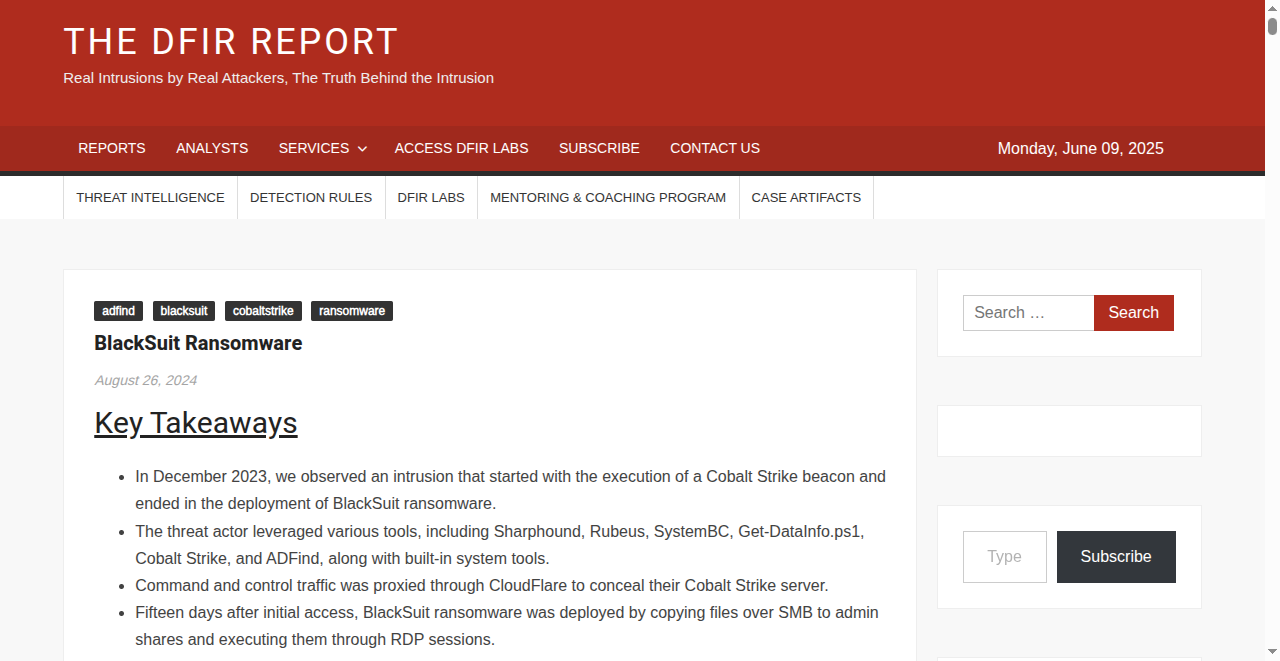 THE DFIR REPORT
Real Intrusions by Real Attackers, The Truth Behind the Intrusion
REPORTS ANALYSTS SERVICES ACCESS DFIR LABS SUBSCRIBE CONTACT US Monday, June 09, 2025
THREAT INTELLIGENCE DETECTION RULES DFIR LABS MENTORING & COACHING PROGRAM CASE ARTIFACTS
adfind blacksuit cobaltstrike ransomware
BlackSuit Ransomware
August 26, 2024
Key Takeaways
In December 2023, we observed an intrusion that started with the execution of a Cobalt Strike beacon and
ended in the deployment of BlackSuit ransomware.
The threat actor leveraged various tools, including Sharphound, Rubeus, SystemBC, Get-DataInfo.ps1,
Cobalt Strike, and ADFind, along with built-in system tools.
Command and control traffic was proxied through CloudFlare to conceal their Cobalt Strike server.
Fifteen days after initial access, BlackSuit ransomware was deployed by copying files over SMB to admin
shares and executing them through RDP sessions.
Search … Search
Type Subscribe